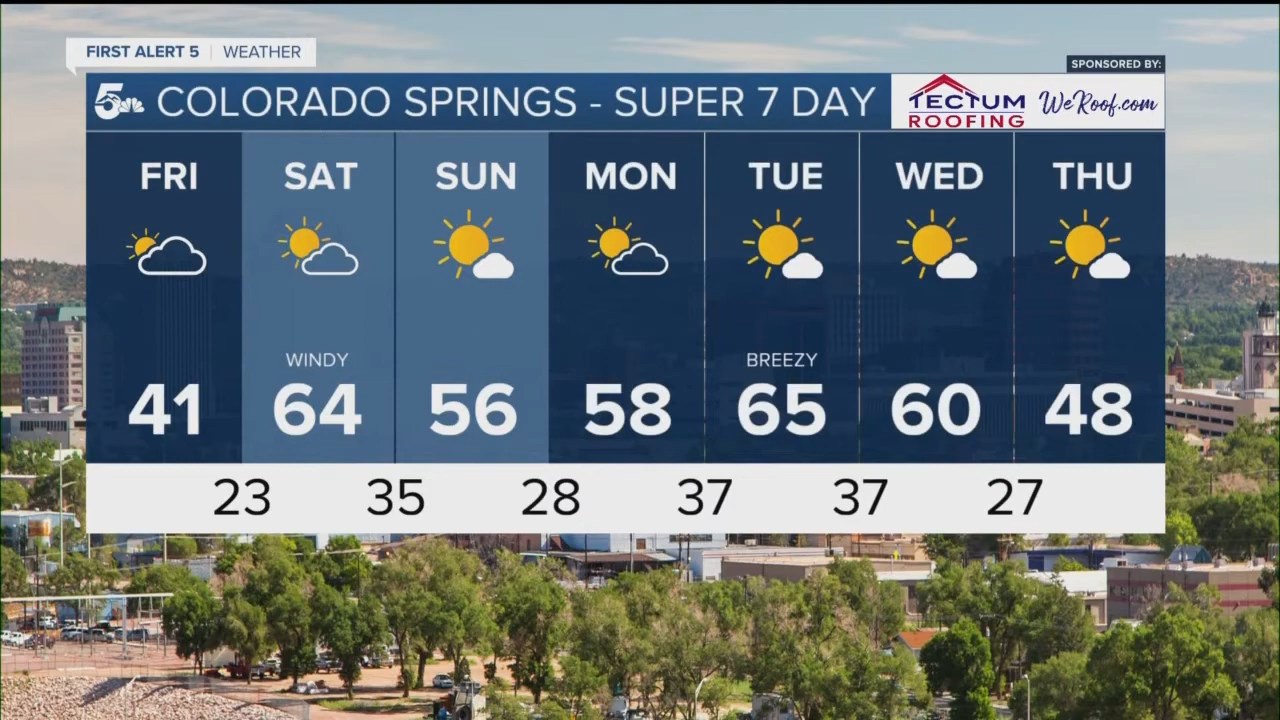 FIRST ALERT 5 | WEATHER
SPONSORED BY:
5 COLORADO SPRINGS - SUPER 7 DAY
TECTUM
ROOFING
WeRoof.com
FRI SAT SUN MON TUE WED THU
WINDY BREEZY
41 64 56 58 65 60 48
23 35 28 37 37 27